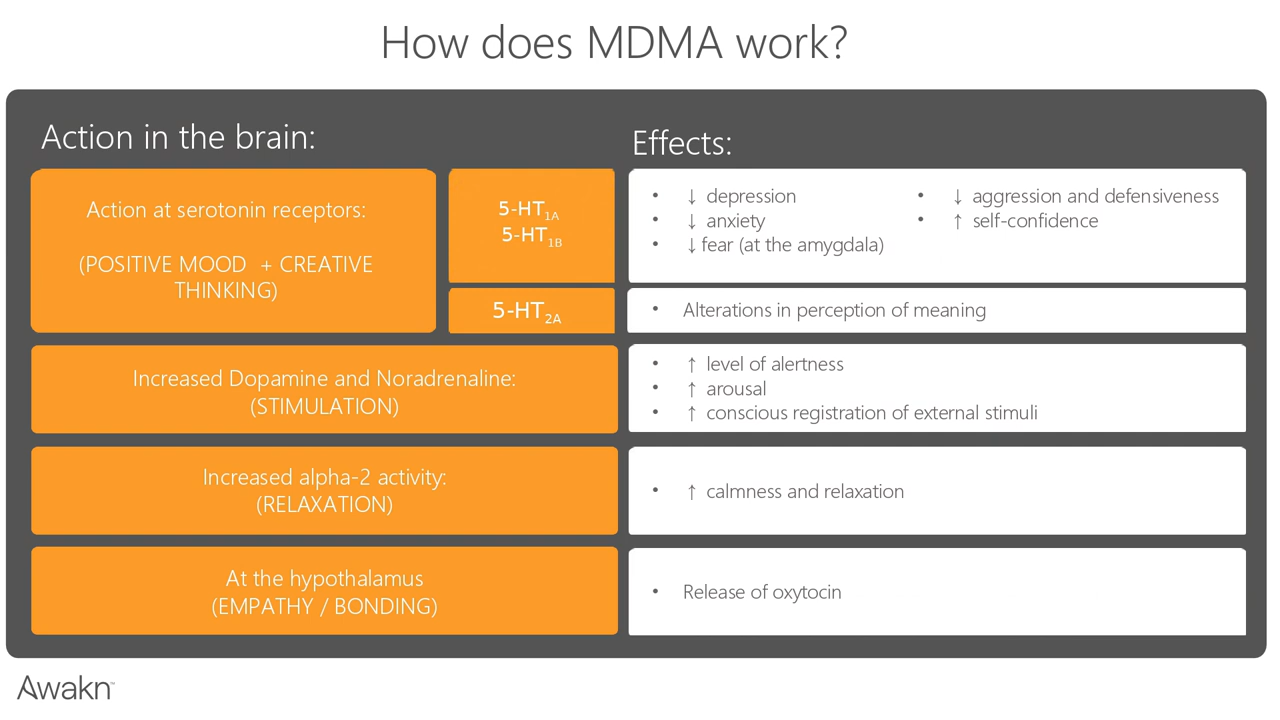 How does MDMA work?
Action in the brain:
Effects:
Action at serotonin receptors:
(POSITIVE MOOD + CREATIVE
THINKING)
5-HT1A
5-HT1B
• ↓ depression
• ↓ anxiety
• ↓ fear (at the amygdala)
• ↓ aggression and defensiveness
• ↑ self-confidence
5-HT2A
• Alterations in perception of meaning
Increased Dopamine and Noradrenaline:
(STIMULATION)
• ↑ level of alertness
• ↑ arousal
• ↑ conscious registration of external stimuli
Increased alpha-2 activity:
(RELAXATION)
• ↑ calmness and relaxation
At the hypothalamus
(EMPATHY / BONDING)
• Release of oxytocin
Awakn™